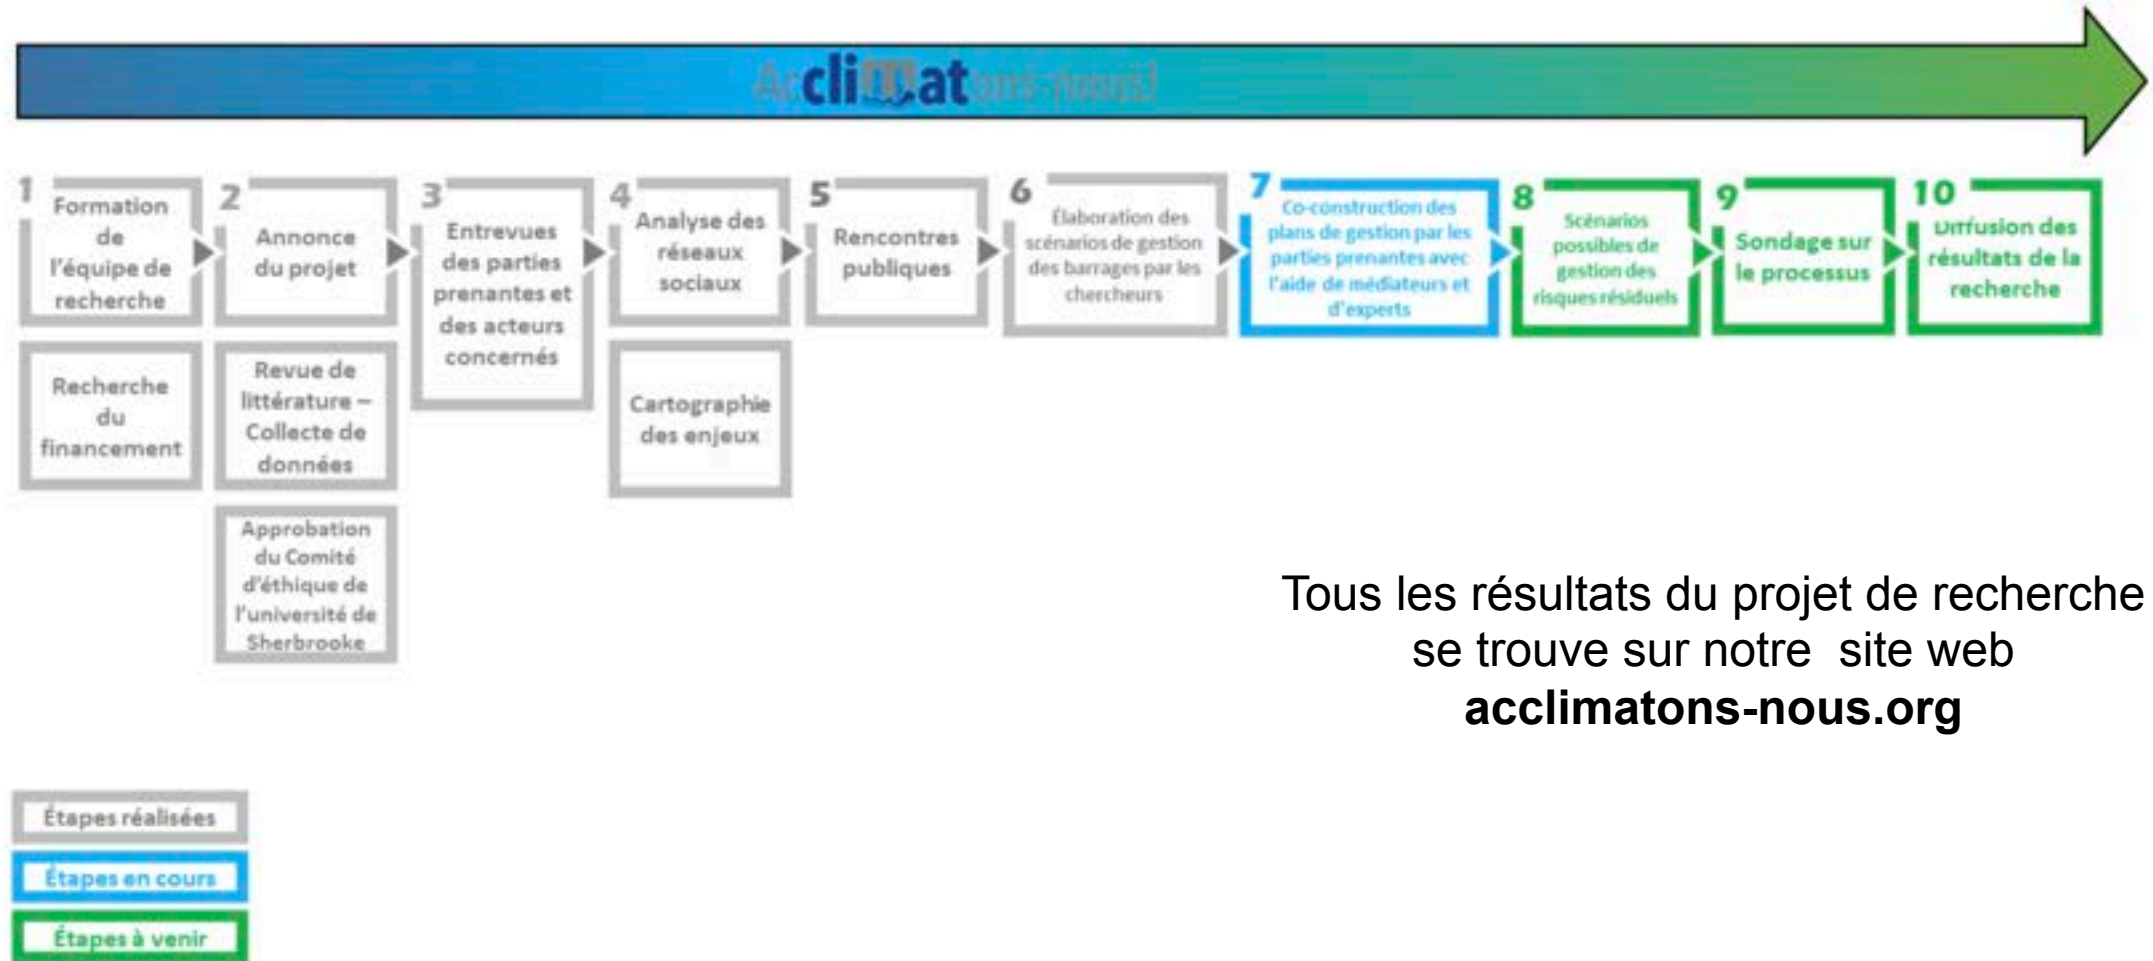 Acclimatons-nous!
1
Formation
de
l'équipe de
recherche
Recherche
du
financement
2
Annonce
du projet
Revue de
littérature –
Collecte de
données
Approbation
du Comité
d'éthique de
l'université de
Sherbrooke
3
Entrevues
des parties
prenantes et
des acteurs
concernés
4
Analyse des
réseaux
sociaux
Cartographie
des enjeux
5
Rencontres
publiques
6
Élaboration des
scénarios de gestion
des barrages par les
chercheurs
7
Co-construction des
plans de gestion par les
parties prenantes avec
l'aide de médiateurs et
d'experts
8
Scénarios
possibles de
gestion des
risques résiduels
9
Sondage sur
le processus
10
Diffusion des
résultats de la
recherche
Tous les résultats du projet de recherche
se trouve sur notre site web
acclimatons-nous.org
Étapes réalisées
Étapes en cours
Étapes à venir